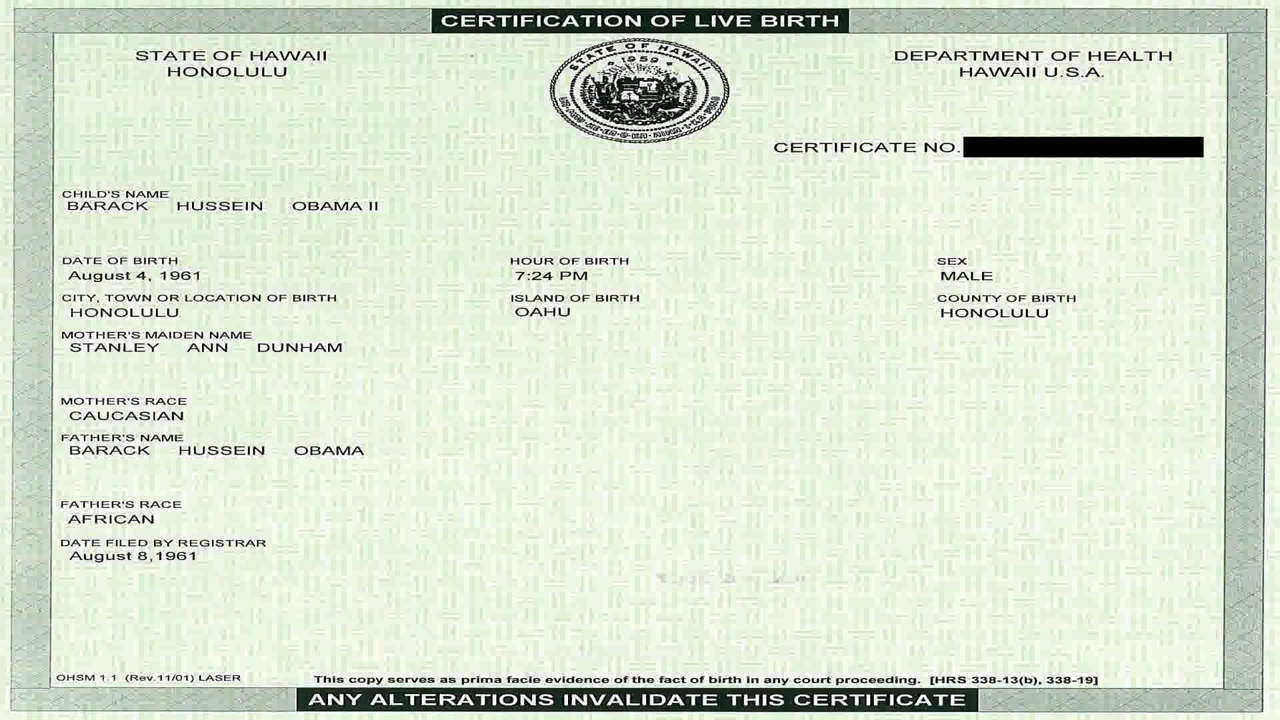 CERTIFICATION OF LIVE BIRTH
STATE OF HAWAII
HONOLULU
STATE OF HAWAII
1959
DEPARTMENT OF HEALTH
HAWAII U.S.A.
CERTIFICATE NO.
CHILD'S NAME
BARACK HUSSEIN OBAMA II
DATE OF BIRTH HOUR OF BIRTH SEX
August 4, 1961 7:24 PM MALE
CITY, TOWN OR LOCATION OF BIRTH ISLAND OF BIRTH COUNTY OF BIRTH
HONOLULU OAHU HONOLULU
MOTHER'S MAIDEN NAME
STANLEY ANN DUNHAM
MOTHER'S RACE
CAUCASIAN
FATHER'S NAME
BARACK HUSSEIN OBAMA
FATHER'S RACE
AFRICAN
DATE FILED BY REGISTRAR
August 8,1961
OHSM 1.1 (Rev.11/01) LASER This copy serves as prima facie evidence of the fact of birth in any court proceeding. [HRS 338-13(b), 338-19]
ANY ALTERATIONS INVALIDATE THIS CERTIFICATE